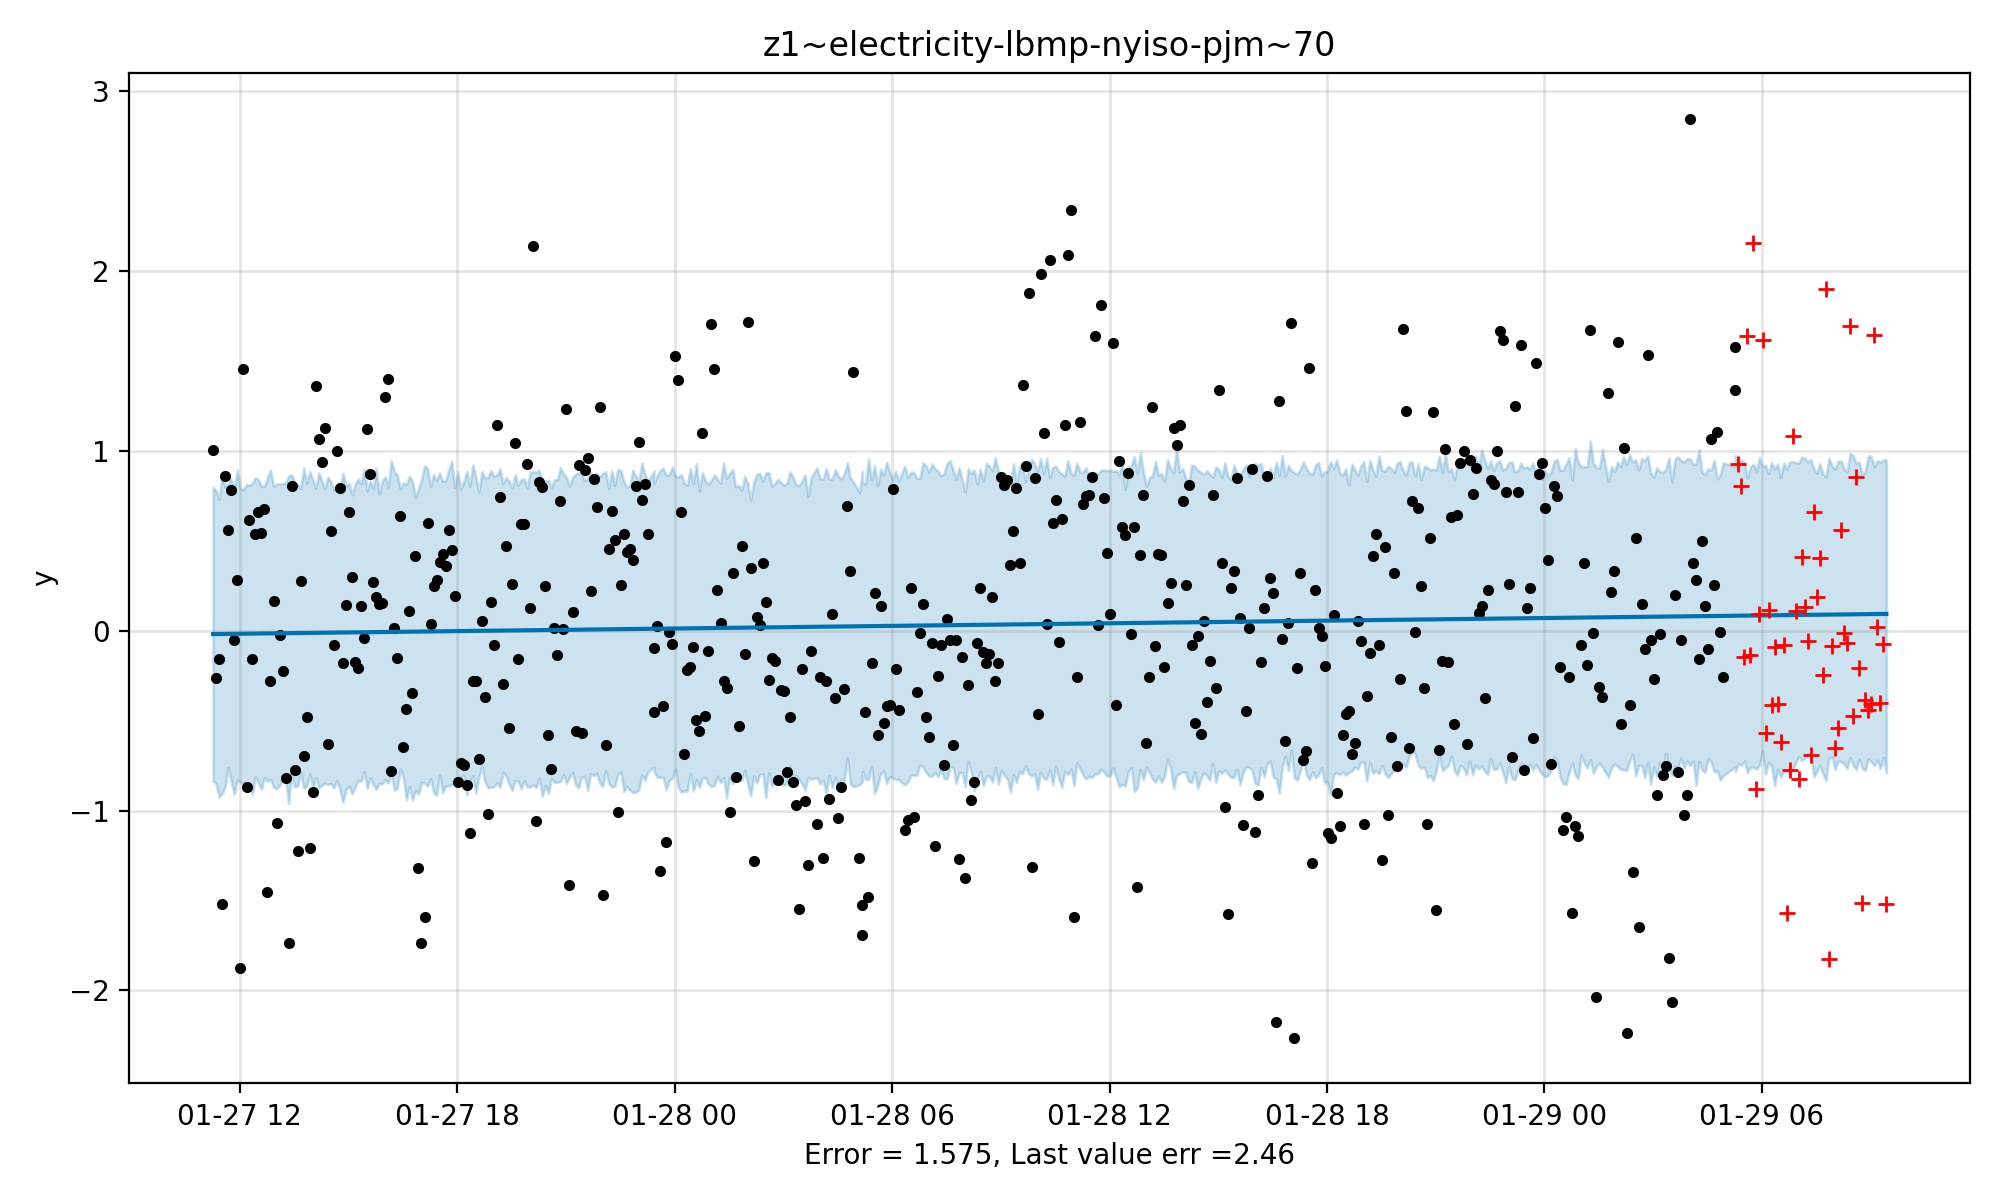 z1~electricity-lbmp-nyiso-pjm~70
3
2
1
0
−1
−2
y
01-27 12 01-27 18 01-28 00 01-28 06 01-28 12 01-28 18 01-29 00 01-29 06
Error = 1.575, Last value err =2.46